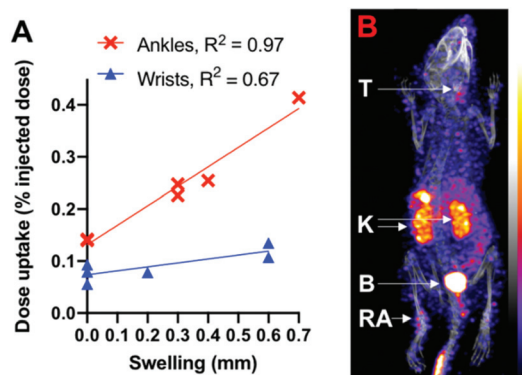 A
Ankles, R² = 0.97
Wrists, R² = 0.67
Dose uptake (% injected dose)
0.4
0.3
0.2
0.1
0.0
0.0 0.1 0.2 0.3 0.4 0.5 0.6 0.7
Swelling (mm)
B
T
K
B
RA